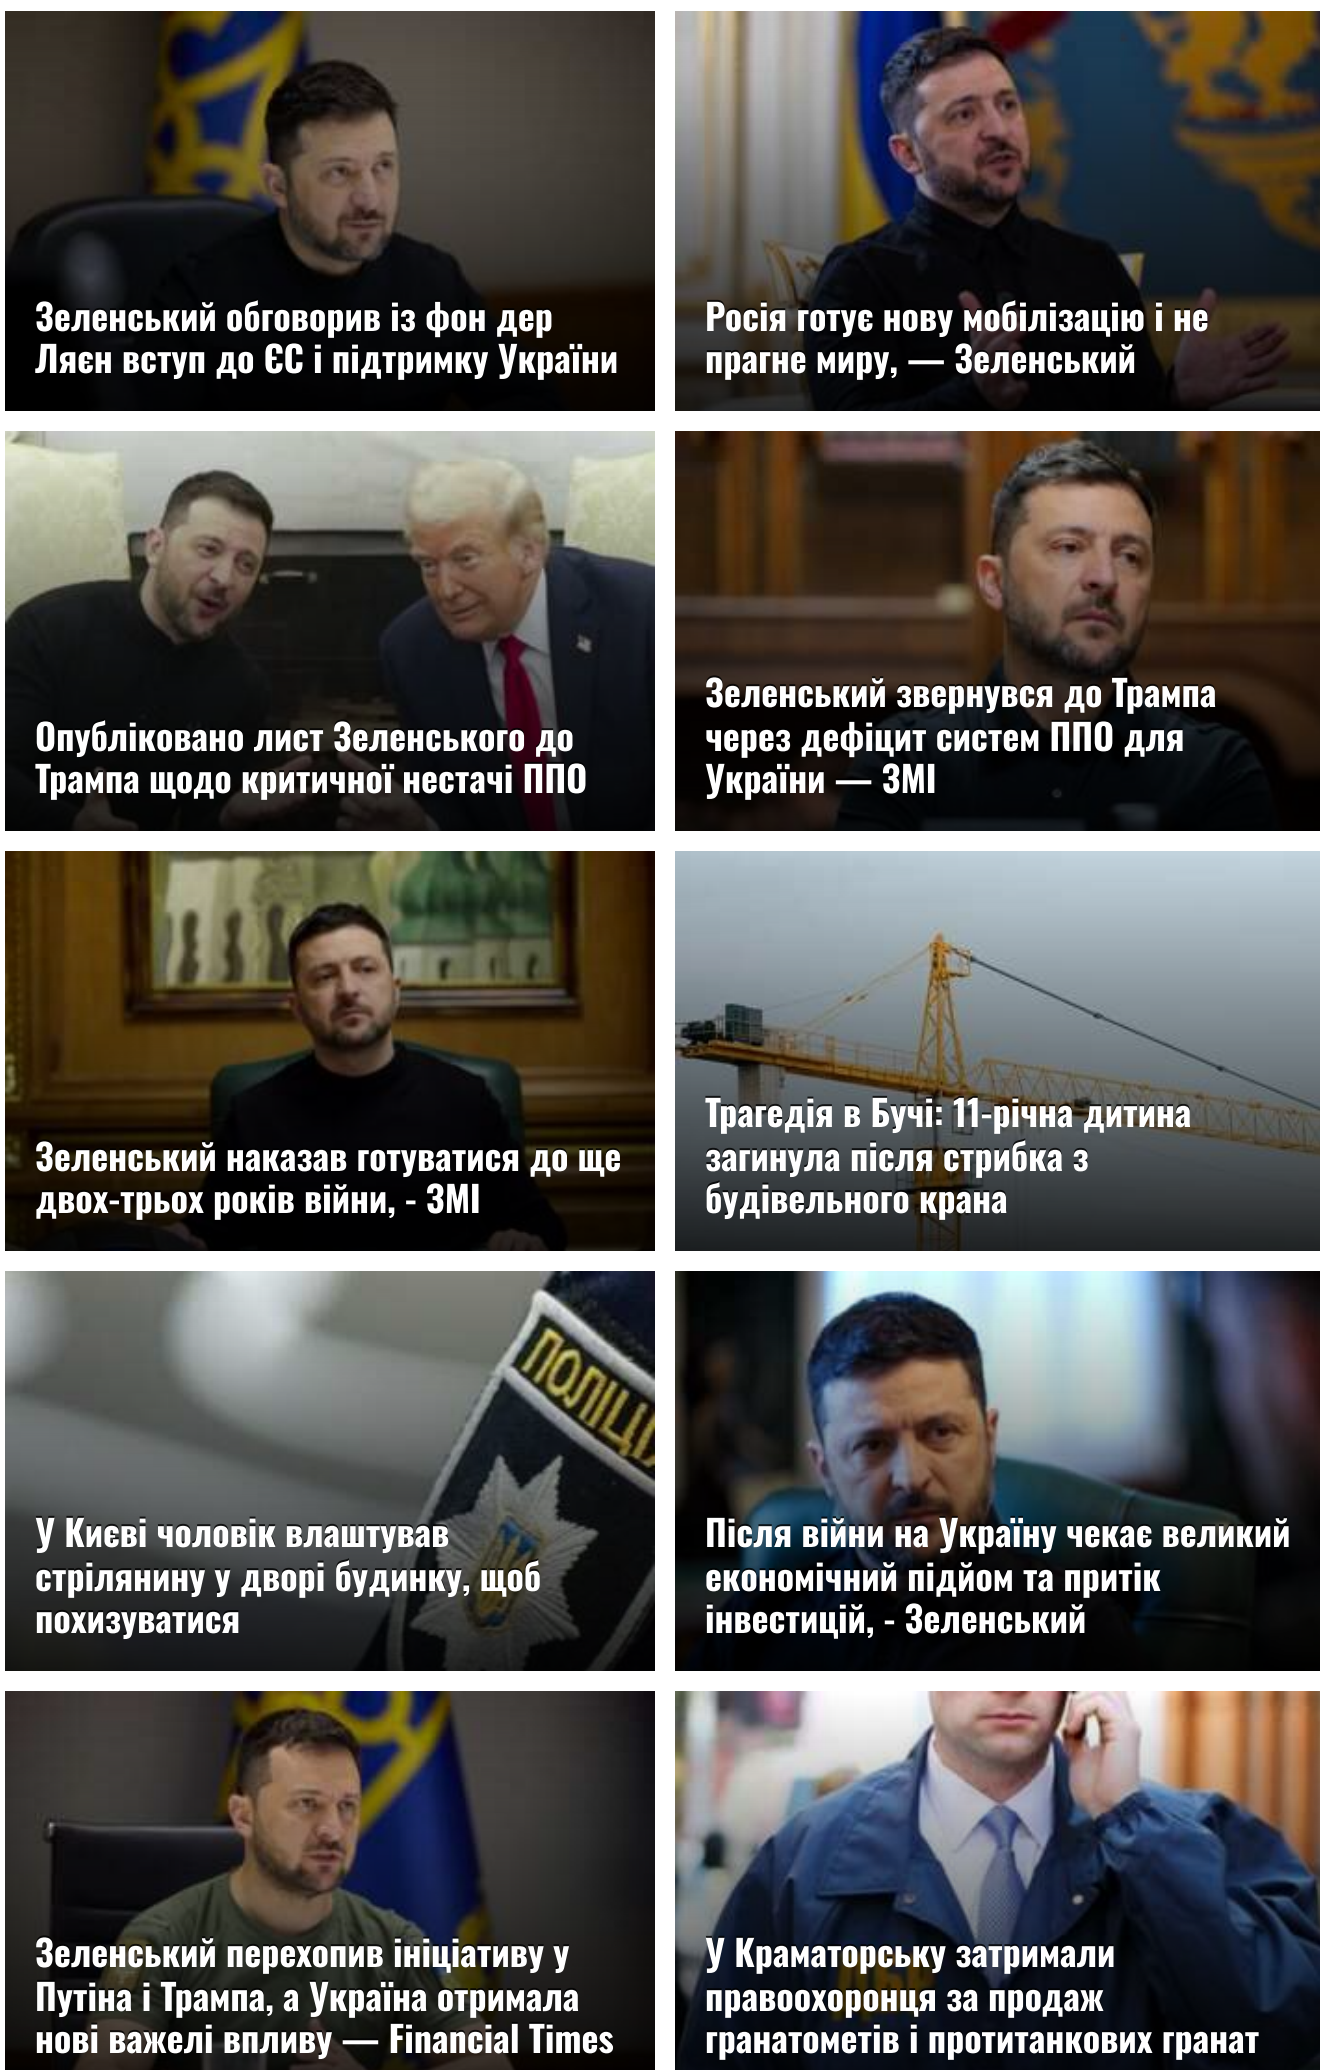 Зеленський обговорив із фон дер
Ляєн вступ до ЄС і підтримку України
Росія готує нову мобілізацію і не
прагне миру, — Зеленський
Опубліковано лист Зеленського до
Трампа щодо критичної нестачі ППО
Зеленський звернувся до Трампа
через дефіцит систем ППО для
України — ЗМІ
Зеленський наказав готуватися до ще
двох-трьох років війни, - ЗМІ
Трагедія в Бучі: 11-річна дитина
загинула після стрибка з
будівельного крана
ПОЛІЦІЯ
У Києві чоловік влаштував
стрілянину у дворі будинку, щоб
похизуватися
Після війни на Україну чекає великий
економічний підйом та притік
інвестицій, - Зеленський
Зеленський перехопив ініціативу у
Путіна і Трампа, а Україна отримала
нові важелі впливу — Financial Times
ДБР
У Краматорську затримали
правоохоронця за продаж
гранатометів і протитанкових гранат